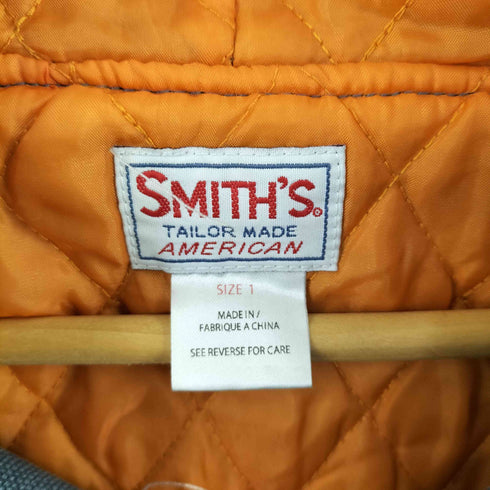 SMITH'S®
TAILOR MADE
AMERICAN
SIZE 1
MADE IN /
FABRIQUE A CHINA
SEE REVERSE FOR CARE